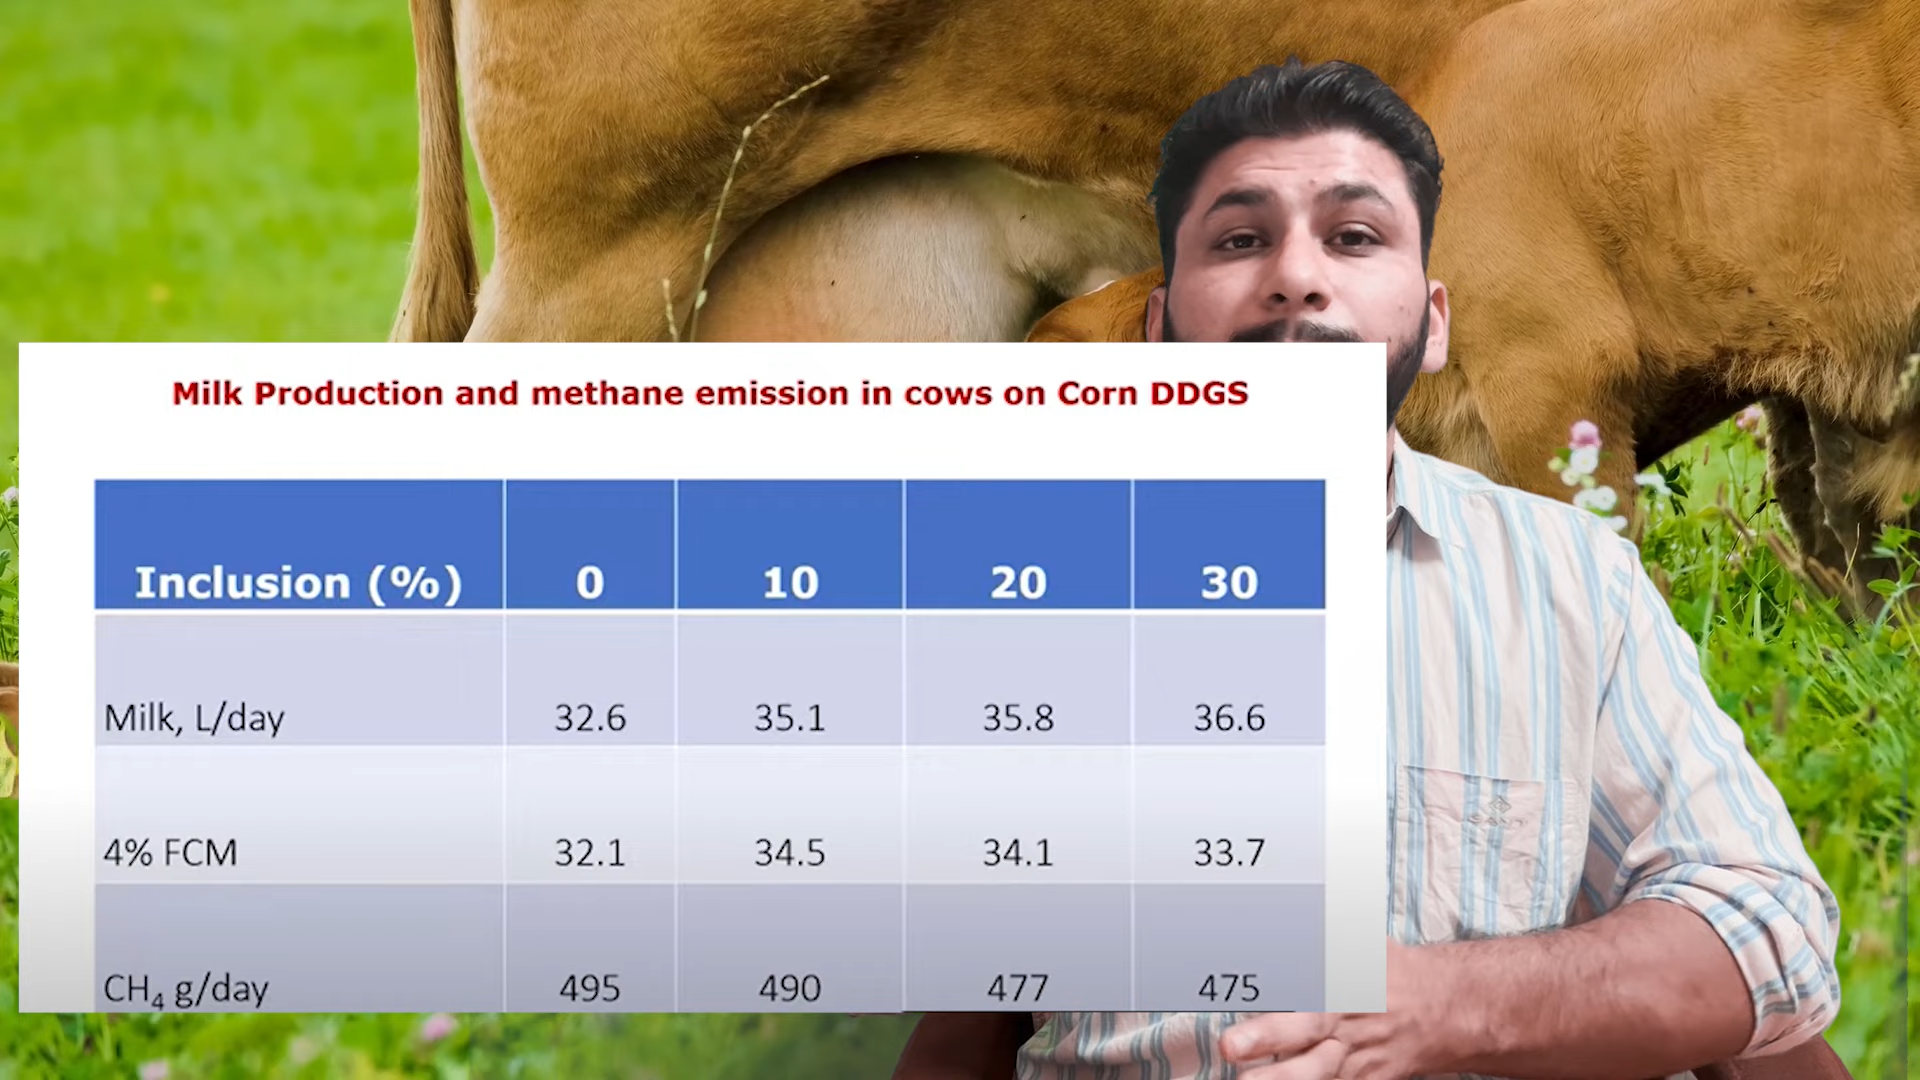 Milk Production and methane emission in cows on Corn DDGS
Inclusion (%) 0 10 20 30
Milk, L/day 32.6 35.1 35.8 36.6
4% FCM 32.1 34.5 34.1 33.7
CH₄ g/day 495 490 477 475